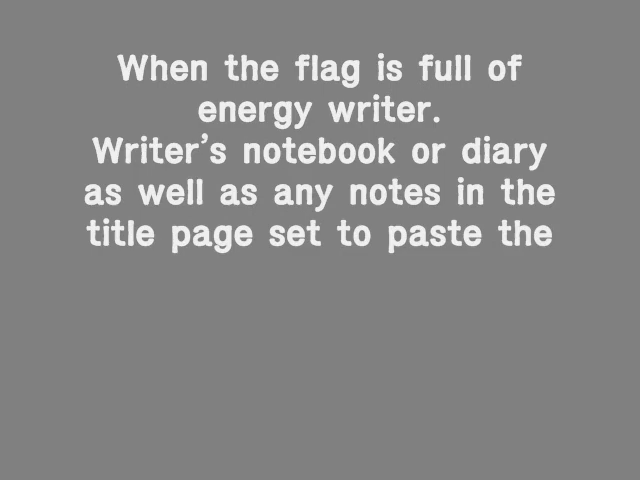 When the flag is full of
energy writer.
Writer's notebook or diary
as well as any notes in the
title page set to paste the